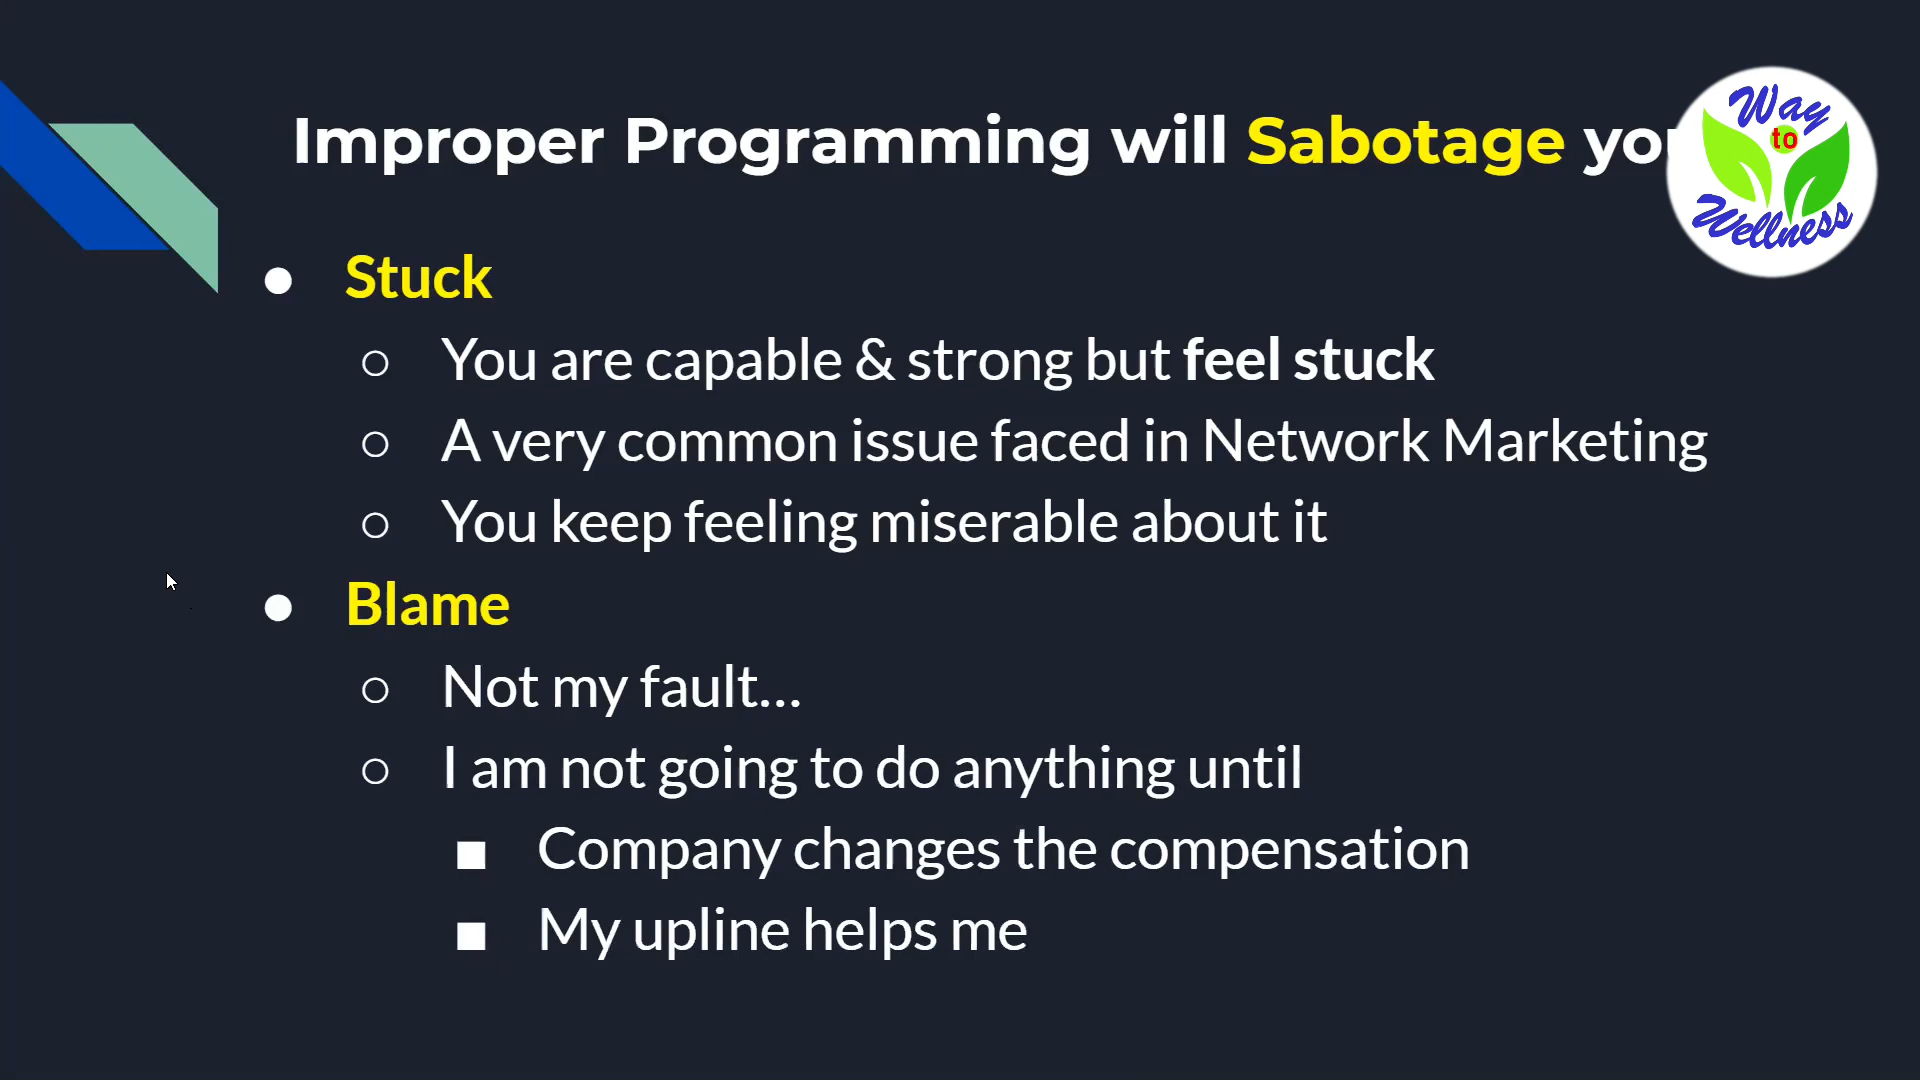 Improper Programming will Sabotage
Way
to
Wellness
● Stuck
○ You are capable & strong but feel stuck
○ A very common issue faced in Network Marketing
○ You keep feeling miserable about it
● Blame
○ Not my fault...
○ I am not going to do anything until
■ Company changes the compensation
■ My upline helps me